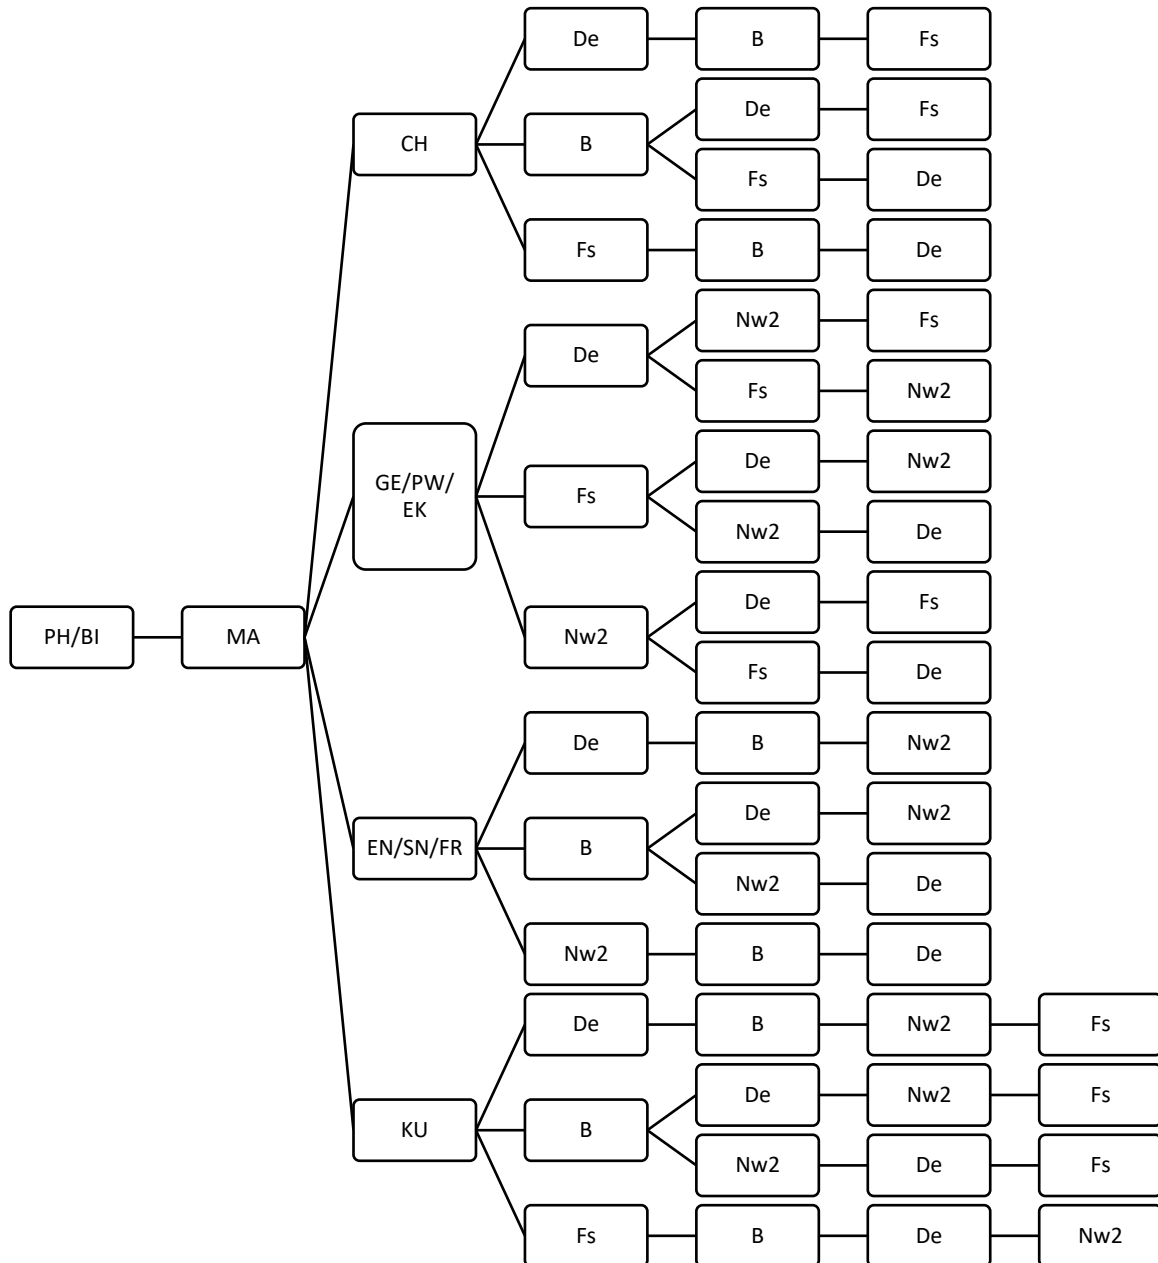 De B Fs
De Fs
CH B
Fs De
Fs B De
Nw2 Fs
De
Fs Nw2
De Nw2
GE/PW/
EK
Fs
Nw2 De
De Fs
PH/BI MA Nw2
Fs De
De B Nw2
De Nw2
EN/SN/FR B
Nw2 De
Nw2 B De
De B Nw2 Fs
De Nw2 Fs
KU B
Nw2 De Fs
Fs B De Nw2